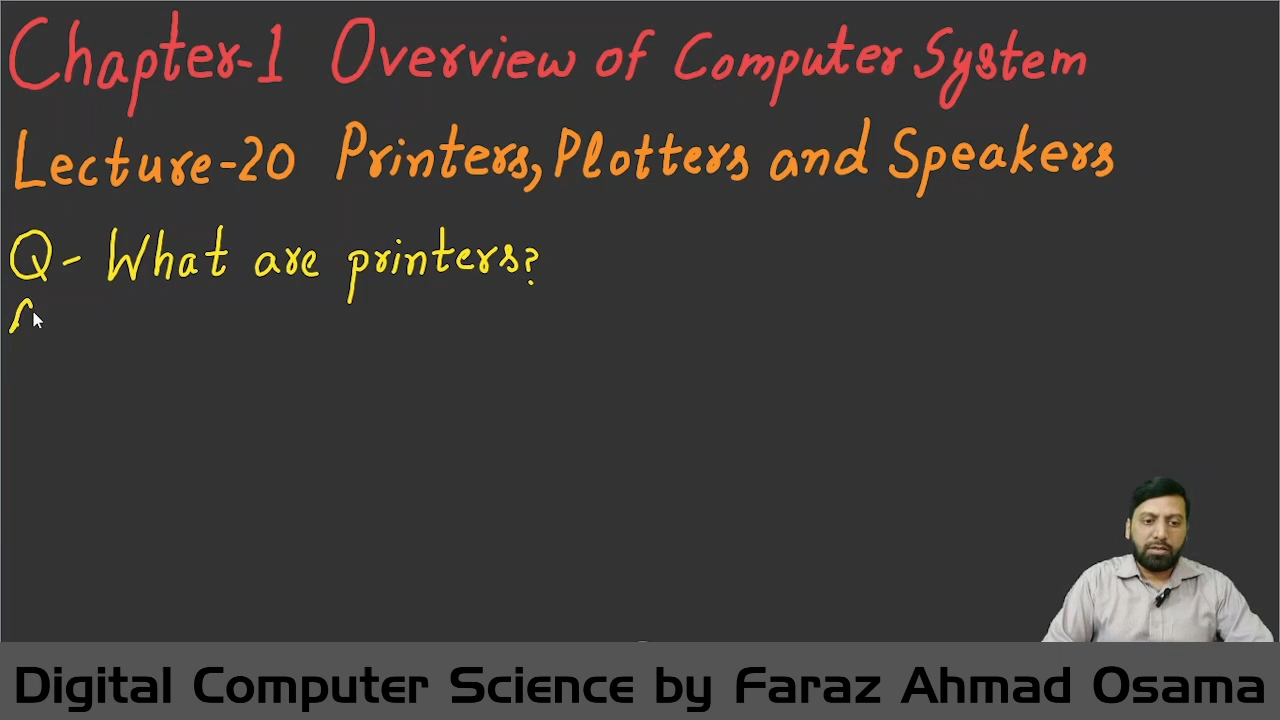 Chapter-1 Overview of Computer System
Lecture-20 Printers, Plotters and Speakers
Q- What are printers?
Digital Computer Science by Faraz Ahmad Osama